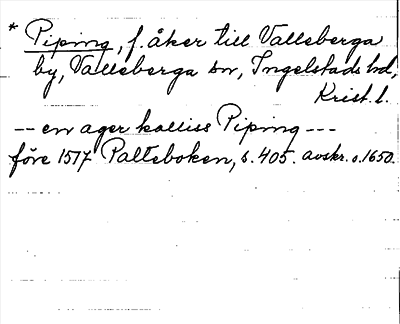 * Piping, f. åker till Valleberga
by, Valleberga sn, Ingelstads hd,
Krist. l.
-- en ager kalliss Piping ---
före 1517 Palteboken, s. 405. avskr. o. 1650.